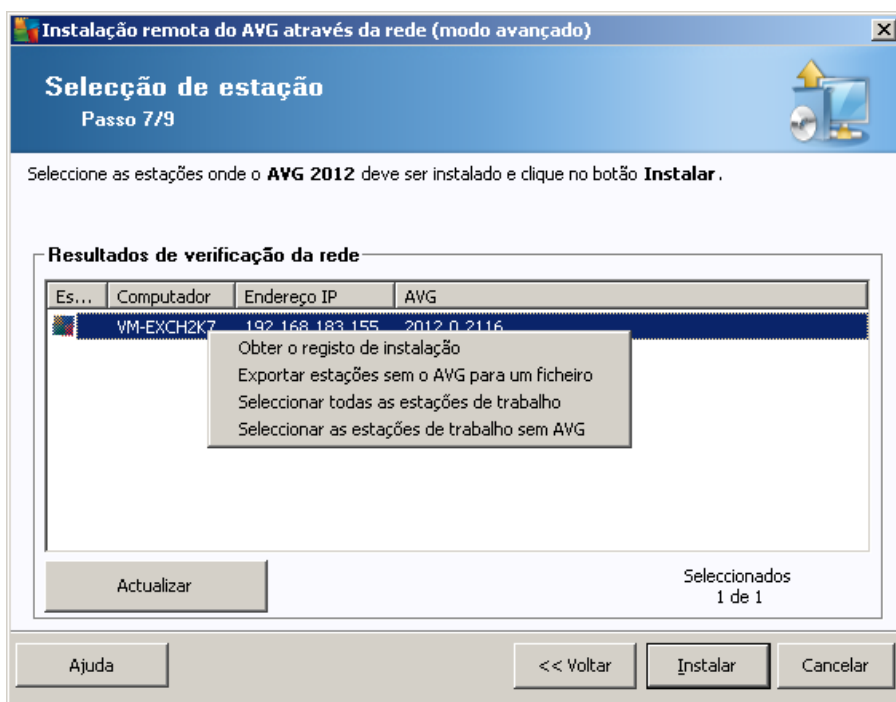 Instalação remota do AVG através da rede (modo avançado)
Selecção de estação
Passo 7/9
Seleccione as estações onde o AVG 2012 deve ser instalado e clique no botão Instalar.
Resultados de verificação da rede
Es... Computador Endereço IP AVG
VM-EXCH2K7 192.168.183.155 2012.0.2116
Obter o registo de instalação
Exportar estações sem o AVG para um ficheiro
Seleccionar todas as estações de trabalho
Seleccionar as estações de trabalho sem AVG
Actualizar
Seleccionados
1 de 1
Ajuda << Voltar Instalar Cancelar